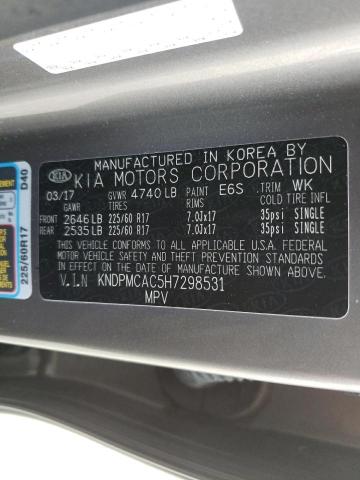 MANUFACTURED IN KOREA BY
KIA KIA MOTORS CORPORATION
03/17 GVWR 4740 LB PAINT E6S .TRIM WK
GAWR TIRES RIMS COLD TIRE INFL
FRONT 2646 LB 225/60 R17 7.0Jx17 35psi SINGLE
REAR 2535 LB 225/60 R17 7.0Jx17 35psi SINGLE
THIS VEHICLE CONFORMS TO ALL APPLICABLE U.S.A. FEDERAL
MOTOR VEHICLE SAFETY AND THEFT PREVENTION STANDARDS
IN EFFECT ON THE DATE OF MANUFACTURE SHOWN ABOVE.
V.I.N KNDPMCAC5H7298531
MPV
D40
225/60R17